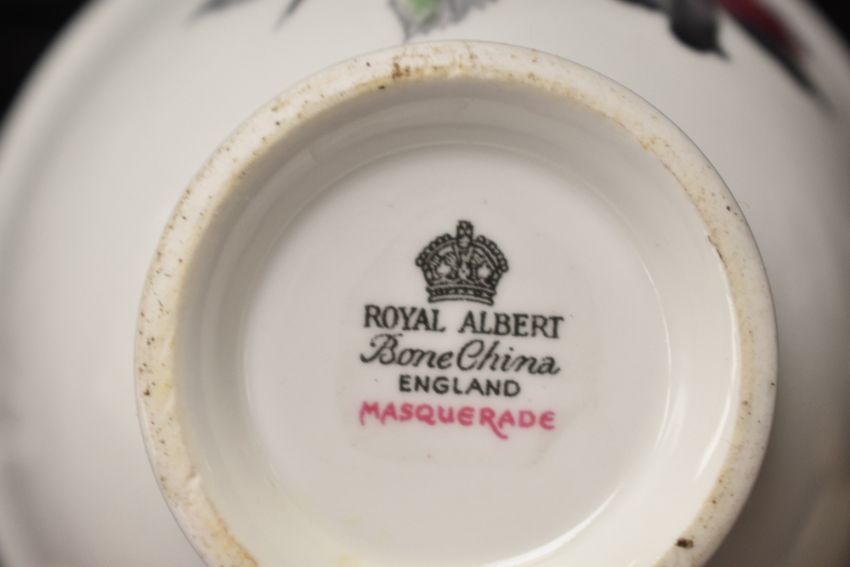 ROYAL ALBERT
Bone China
ENGLAND
MASQUERADE